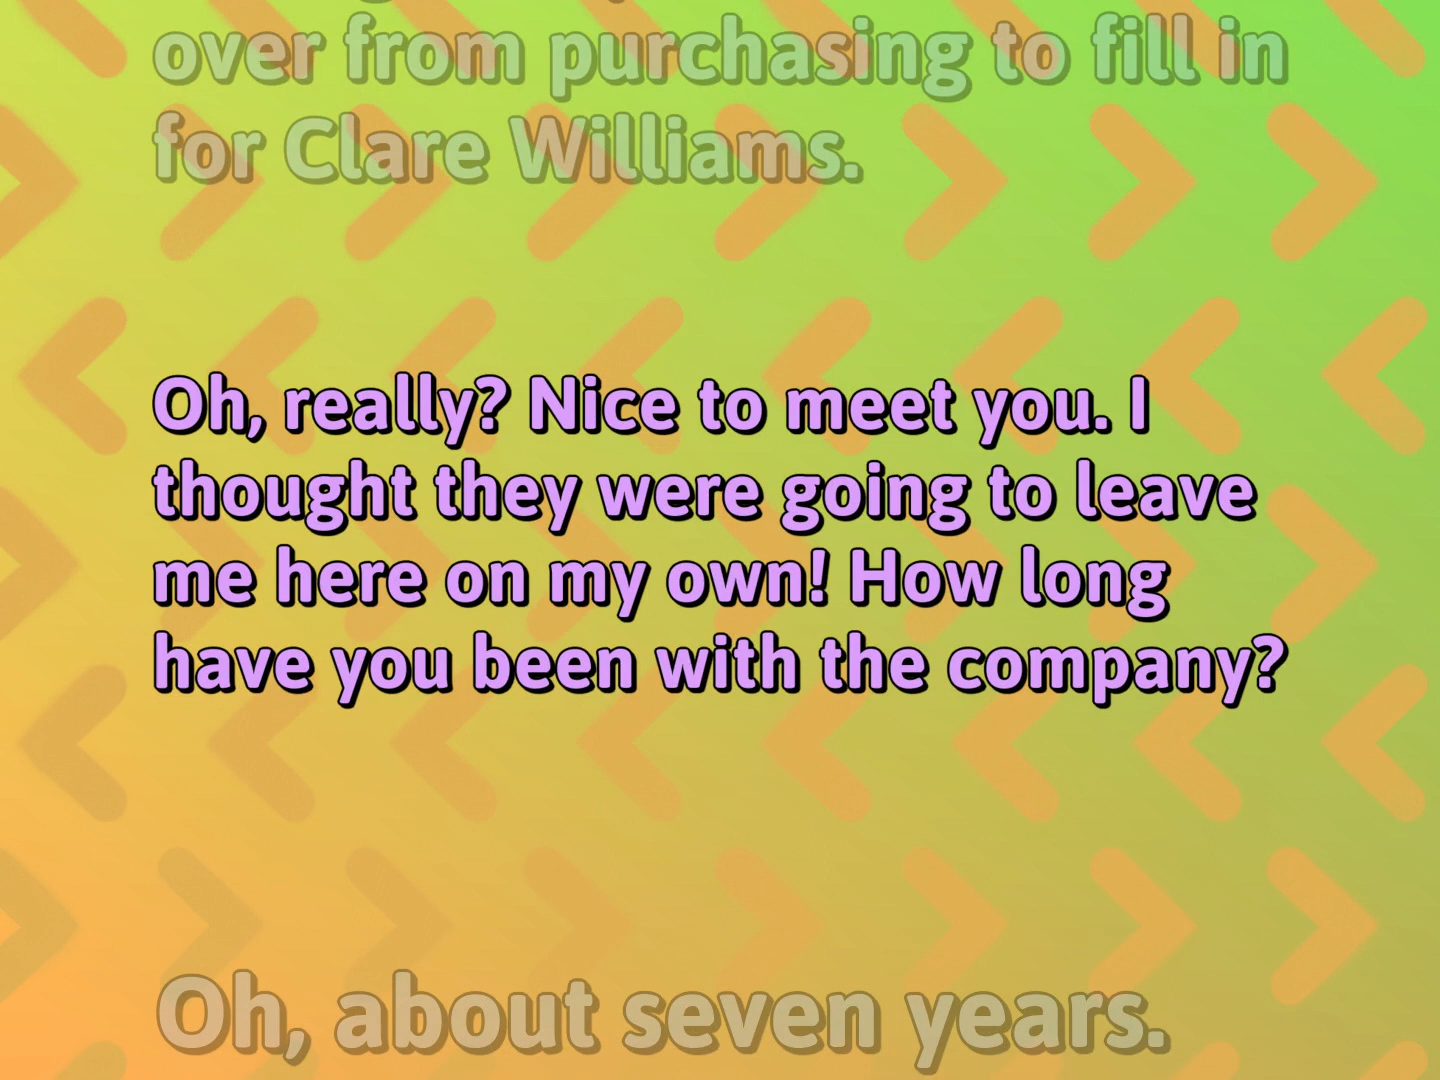 over from purchasing to fill in
for Clare Williams.
Oh, really? Nice to meet you. I
thought they were going to leave
me here on my own! How long
have you been with the company?
Oh, about seven years.